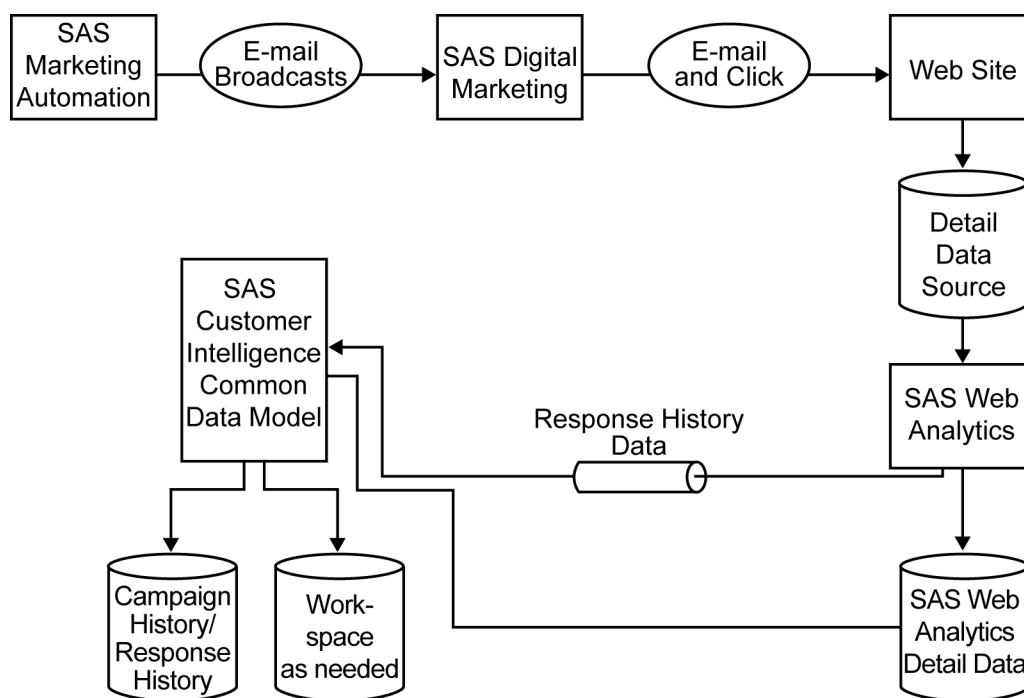 SAS
Marketing
Automation
E-mail
Broadcasts
SAS Digital
Marketing
E-mail
and Click
Web Site
Detail
Data
Source
SAS
Customer
Intelligence
Common
Data Model
SAS Web
Analytics
Response History
Data
Campaign
History/
Response
History
Work-
space
as needed
SAS Web
Analytics
Detail Data